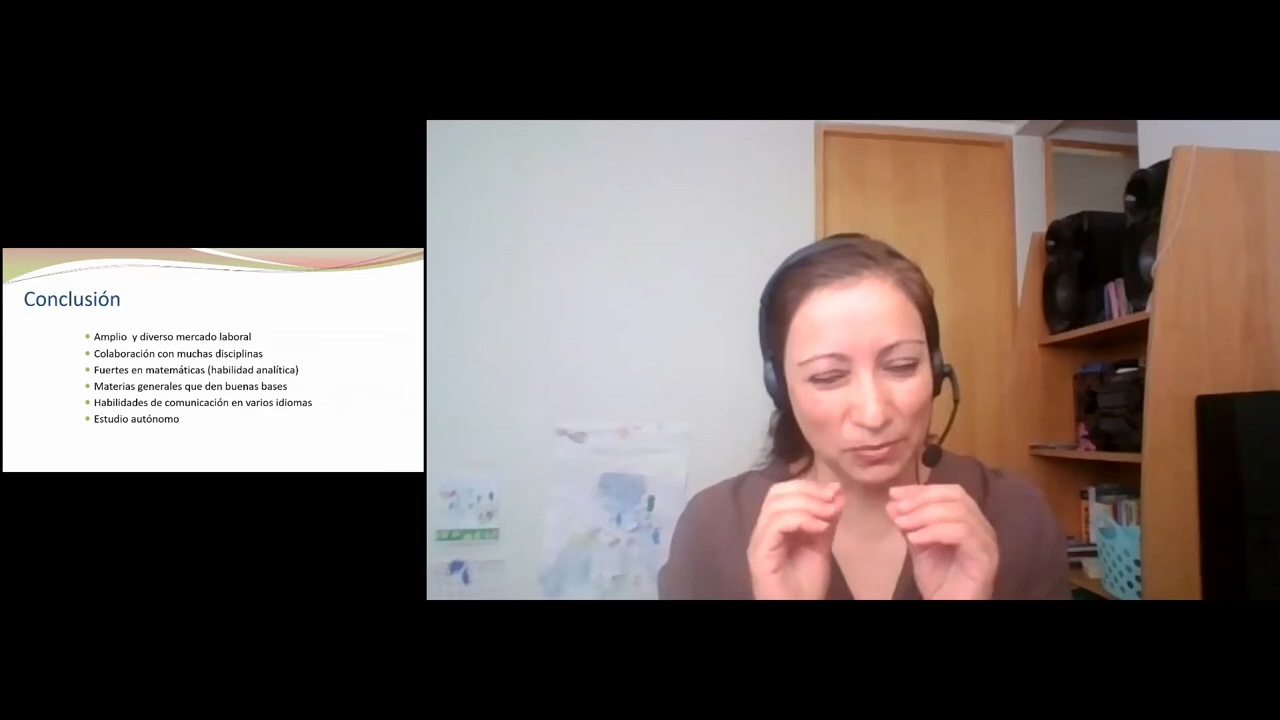 Conclusión
Amplio y diverso mercado laboral
Colaboración con muchas disciplinas
Fuertes en matemáticas (habilidad analítica)
Materias generales que den buenas bases
Habilidades de comunicación en varios idiomas
Estudio autónomo